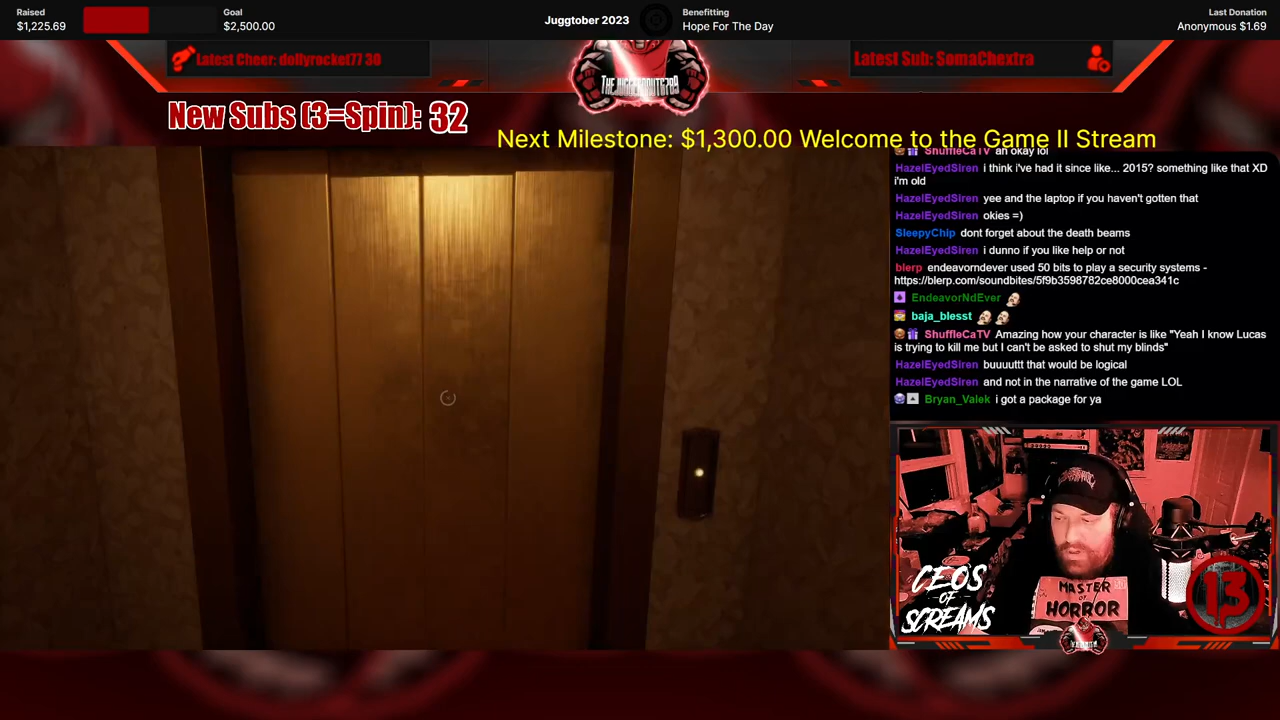 Raised
$1,225.69
Goal
$2,500.00
Juggtober 2023
Benefitting
Hope For The Day
Last Donation
Anonymous $1.69
Latest Cheer: dollyrocket77 30
THEJUGGERNAUT6789
Latest Sub: SomaChextra
New Subs (3=Spin): 32
Next Milestone: $1,300.00 Welcome to the Game II Stream
ShuffleCaTV ah okay lol
HazelEyedSiren i think i've had it since like... 2015? something like that XD
i'm old
HazelEyedSiren yee and the laptop if you haven't gotten that
HazelEyedSiren okies =)
SleepyChip dont forget about the death beams
HazelEyedSiren i dunno if you like help or not
blerp endeavorndever used 50 bits to play a security systems -
https://blerp.com/soundbites/5f9b3598782ce8000cea341c
EndeavorNdEver
baja_blesst
ShuffleCaTV Amazing how your character is like "Yeah I know Lucas
is trying to kill me but I can't be asked to shut my blinds"
HazelEyedSiren buuuuttt that would be logical
HazelEyedSiren and not in the narrative of the game LOL
Bryan_Valek i got a package for ya
CEOS
OF
SCREAMS
MASTER
OF
HORROR
13